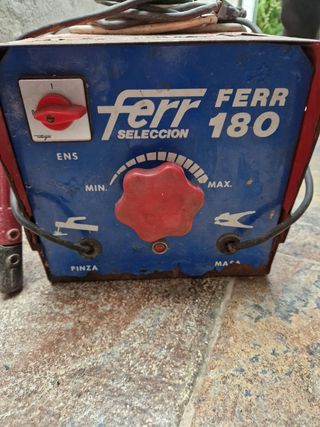 ferr
SELECCION
FERR
180
ENS
MIN.
MAX.
PINZA
MASA